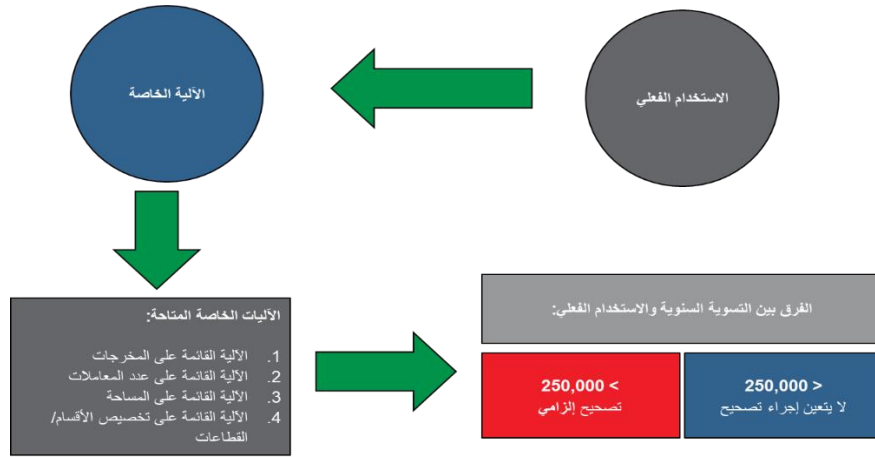 الاستخدام الفعلي
الآلية الخاصة
الآليات الخاصة المتاحة:
1. الآلية القائمة على المخرجات
2. الآلية القائمة على عدد المعاملات
3. الآلية القائمة على المساحة
4. الآلية القائمة على تخصيص الأقسام/
القطاعات
الفرق بين التسوية السنوية والاستخدام الفعلي:
250,000 >
لا يتعين إجراء تصحيح
250,000 <
تصحيح إلزامي